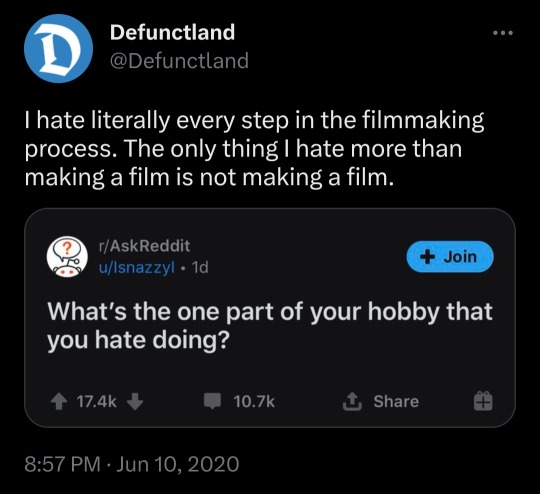 Defunctland
@Defunctland
I hate literally every step in the filmmaking
process. The only thing I hate more than
making a film is not making a film.
r/AskReddit
u/lsnazzyl • 1d
+ Join
What's the one part of your hobby that
you hate doing?
17.4k 10.7k Share
8:57 PM · Jun 10, 2020